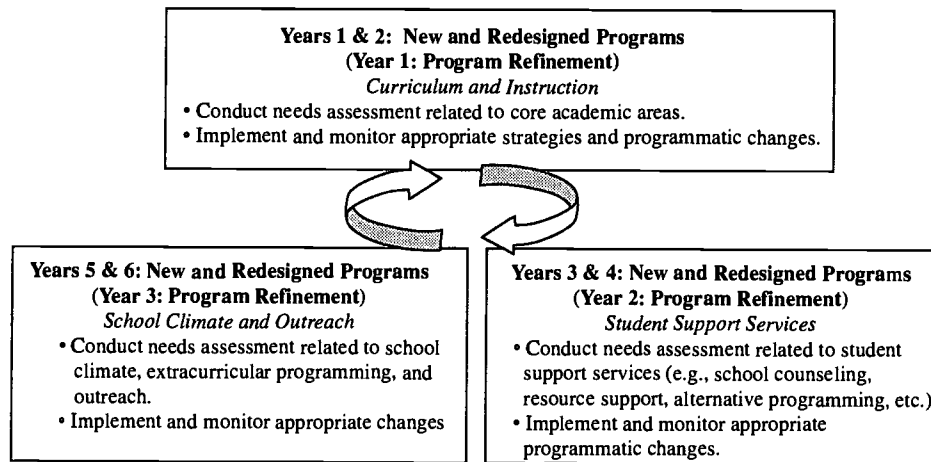 Years 1 & 2: New and Redesigned Programs
(Year 1: Program Refinement)
Curriculum and Instruction
• Conduct needs assessment related to core academic areas.
• Implement and monitor appropriate strategies and programmatic changes.
Years 5 & 6: New and Redesigned Programs
(Year 3: Program Refinement)
School Climate and Outreach
• Conduct needs assessment related to school
climate, extracurricular programming, and
outreach.
• Implement and monitor appropriate changes
Years 3 & 4: New and Redesigned Programs
(Year 2: Program Refinement)
Student Support Services
• Conduct needs assessment related to student
support services (e.g., school counseling,
resource support, alternative programming, etc.)
• Implement and monitor appropriate
programmatic changes.